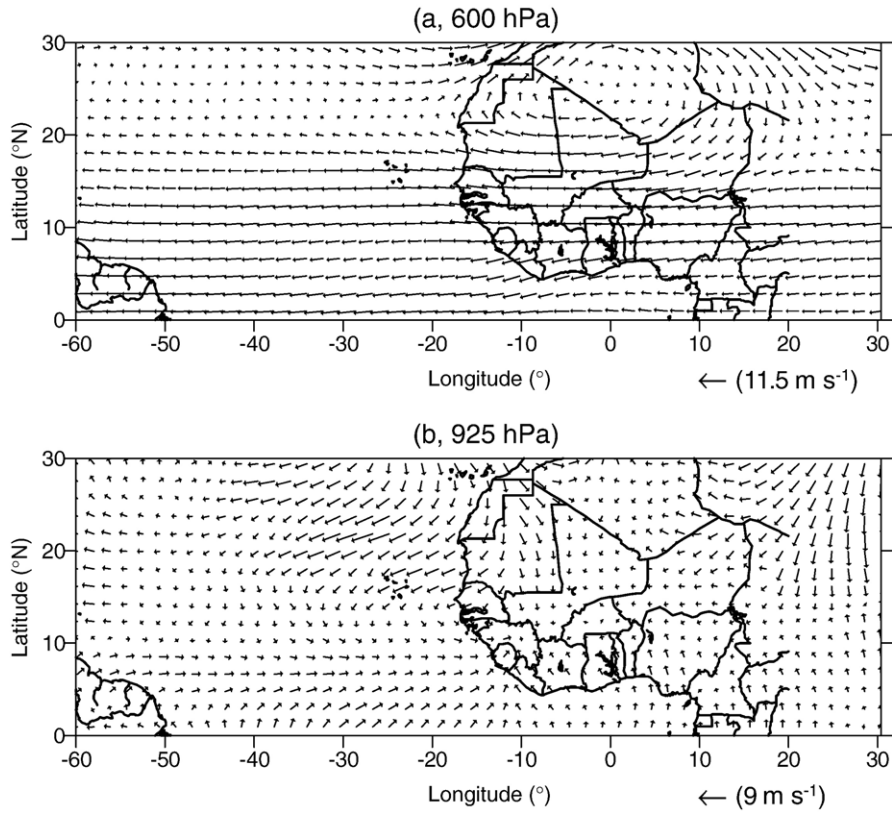 (a, 600 hPa)
30
20
10
0
Latitude (°N)
-60 -50 -40 -30 -20 -10 0 10 20 30
Longitude (°)
← (11.5 m s⁻¹)
(b, 925 hPa)
30
20
10
0
Latitude (°N)
-60 -50 -40 -30 -20 -10 0 10 20 30
Longitude (°)
← (9 m s⁻¹)